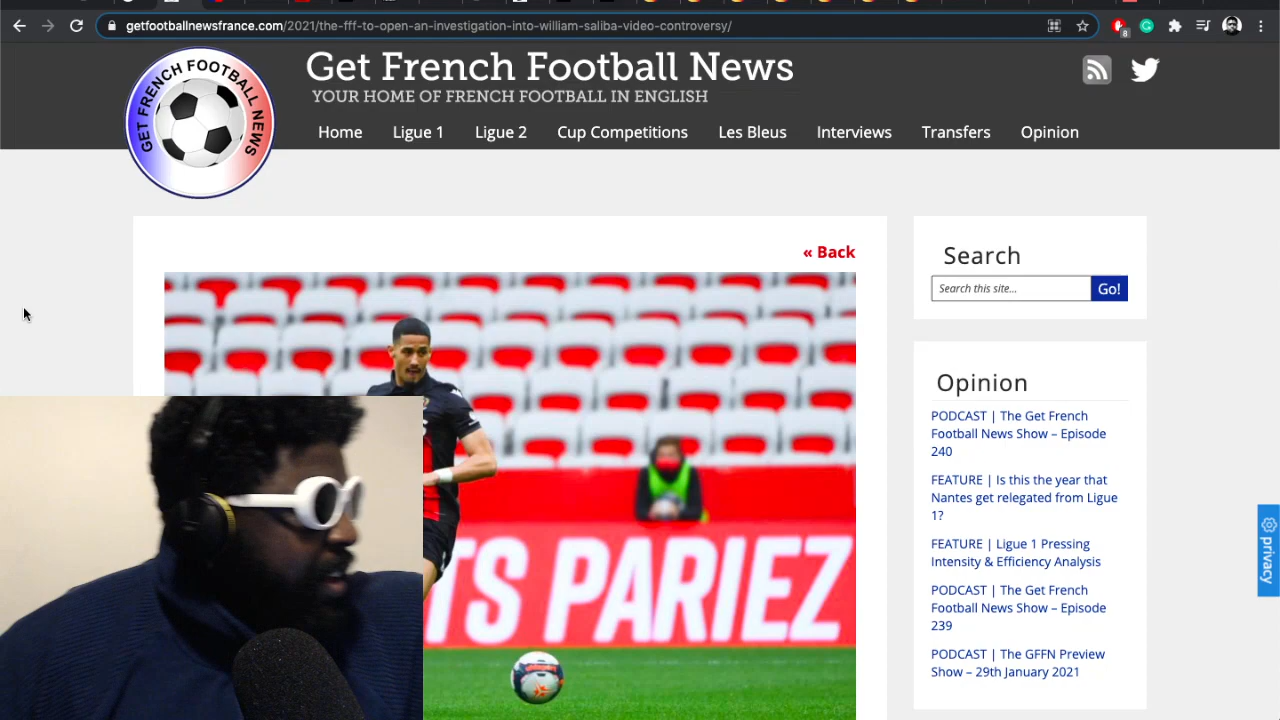 getfootballnewsfrance.com/2021/the-fff-to-open-an-investigation-into-william-saliba-video-controversy/
8
GET FRENCH FOOTBALL NEWS
Get French Football News
YOUR HOME OF FRENCH FOOTBALL IN ENGLISH
Home Ligue 1 Ligue 2 Cup Competitions Les Bleus Interviews Transfers Opinion
« Back
Search
Search this site...
Go!
Opinion
PODCAST | The Get French
Football News Show – Episode
240
FEATURE | Is this the year that
Nantes get relegated from Ligue
1?
FEATURE | Ligue 1 Pressing
Intensity & Efficiency Analysis
PODCAST | The Get French
Football News Show – Episode
239
PODCAST | The GFFN Preview
Show – 29th January 2021
privacy
TS PARIEZ